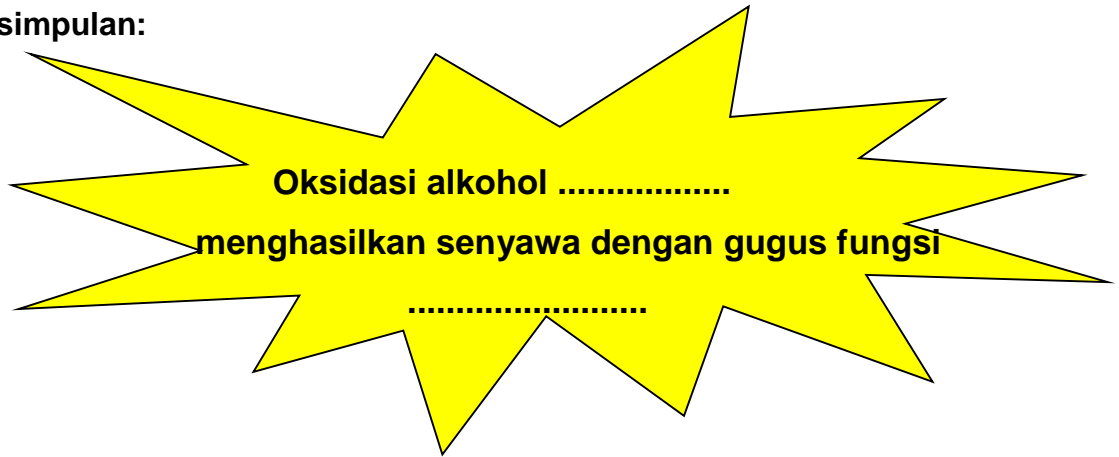 simpulan:
Oksidasi alkohol ..................
menghasilkan senyawa dengan gugus fungsi
.........................